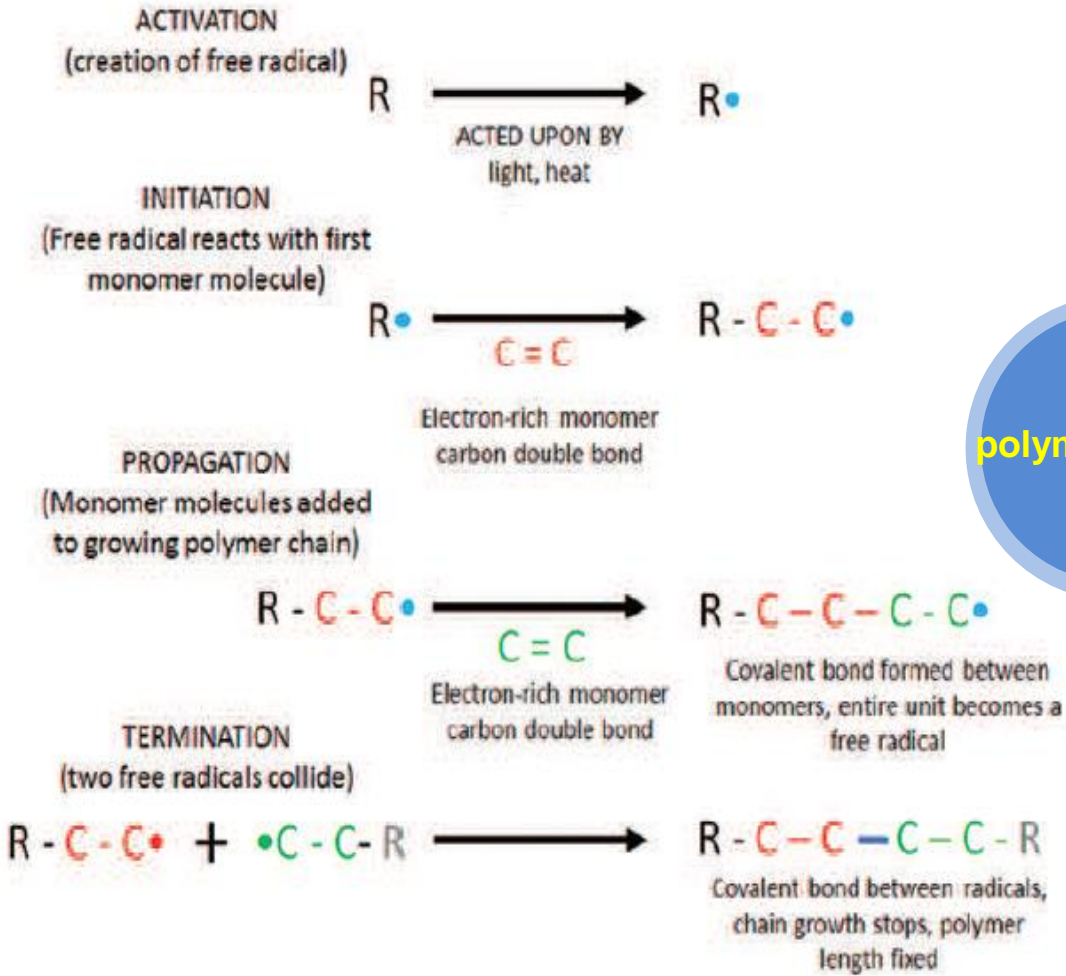 ACTIVATION
(creation of free radical)
R
R•
ACTED UPON BY
light, heat
INITIATION
(Free radical reacts with first
monomer molecule)
R•
R - C - C•
C = C
Electron-rich monomer
carbon double bond
PROPAGATION
(Monomer molecules added
to growing polymer chain)
R - C - C•
R - C – C – C - C•
C = C
Electron-rich monomer
carbon double bond
Covalent bond formed between
monomers, entire unit becomes a
free radical
TERMINATION
(two free radicals collide)
R - C - C• + •C - C- R
R - C – C – C – C - R
Covalent bond between radicals,
chain growth stops, polymer
length fixed